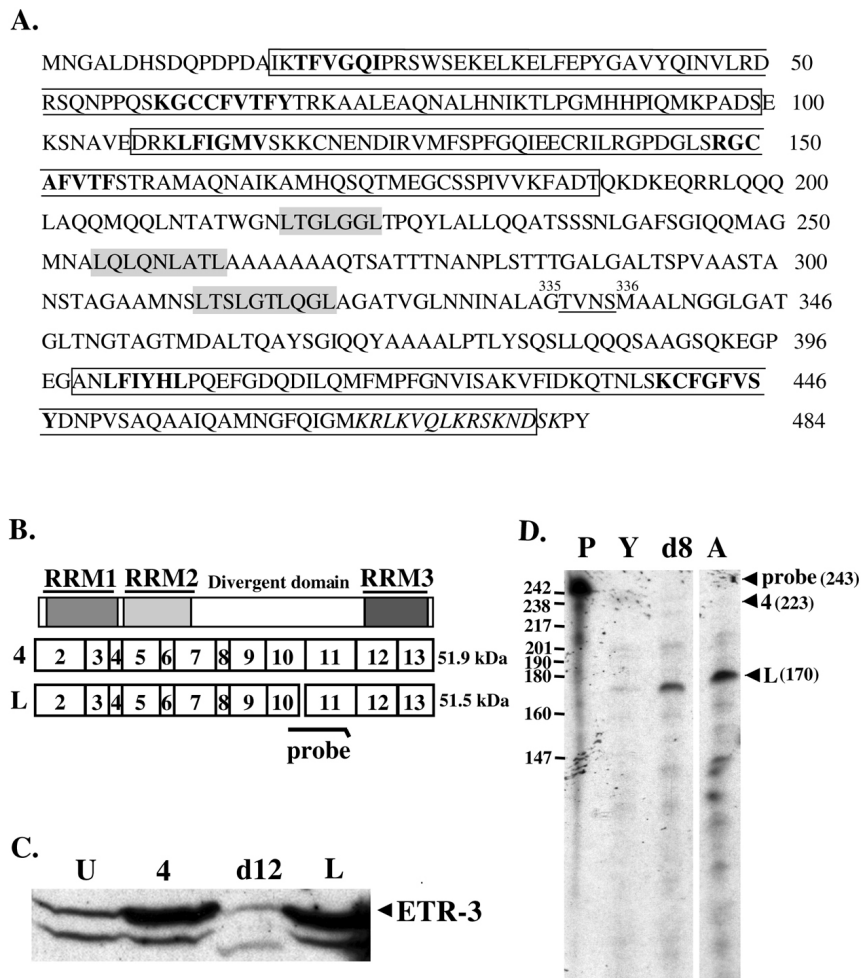 A.
MNGALDHSDQPDPDAIKTFVGQIPRSWSEKELKELFEPYGAVYQINVLRD 50
RSQNPPQSKGCCFVTFYTRKAALEAQNALHNIKTLPGMHHPIQMKPADSE 100
KSNAVEDRKLFIGMVSKKCNENDIRVMFSPFGQIEECRILRGPDGLSRGC 150
AFVTFSTRAMAQNAIKAMHQSQTMEGCSSPIVVKFADTQKDKEQRRLQQQ 200
LAQQMQQLNTATWGNLTGLGGLTPQYLALLQQATSSSNLGAFSGIQQMAG 250
MNALQLQNLATLAAAAAAAQTSATTTNANPLSTTTGALGALTSPVAASTA 300
335 336
NSTAGAAMNSLTSLGTLQGLAGATVGLNNINALAGTVNSMAALNGGLGAT 346
GLTNGTAGTMDALTQAYSGIQQYAAAALPTLYSQSLLQQQSAAGSQKEGP 396
EGANLFIYHLPQEFGDQDILQMFMPFGNVISAKVFIDKQTNLSKCFGFVS 446
YDNPVSAQAAIQAMNGFQIGMKRLKVQLKRSKNDSKPY 484
B.
RRM1 RRM2 Divergent domain RRM3
4 2 3 4 5 6 7 8 9 10 11 12 13 51.9 kDa
L 2 3 4 5 6 7 8 9 10 11 12 13 51.5 kDa
probe
C.
U 4 d12 L
ETR-3
D.
P Y d8 A
probe (243)
242
4 (223)
238
217
201
190
180
L (170)
160
147